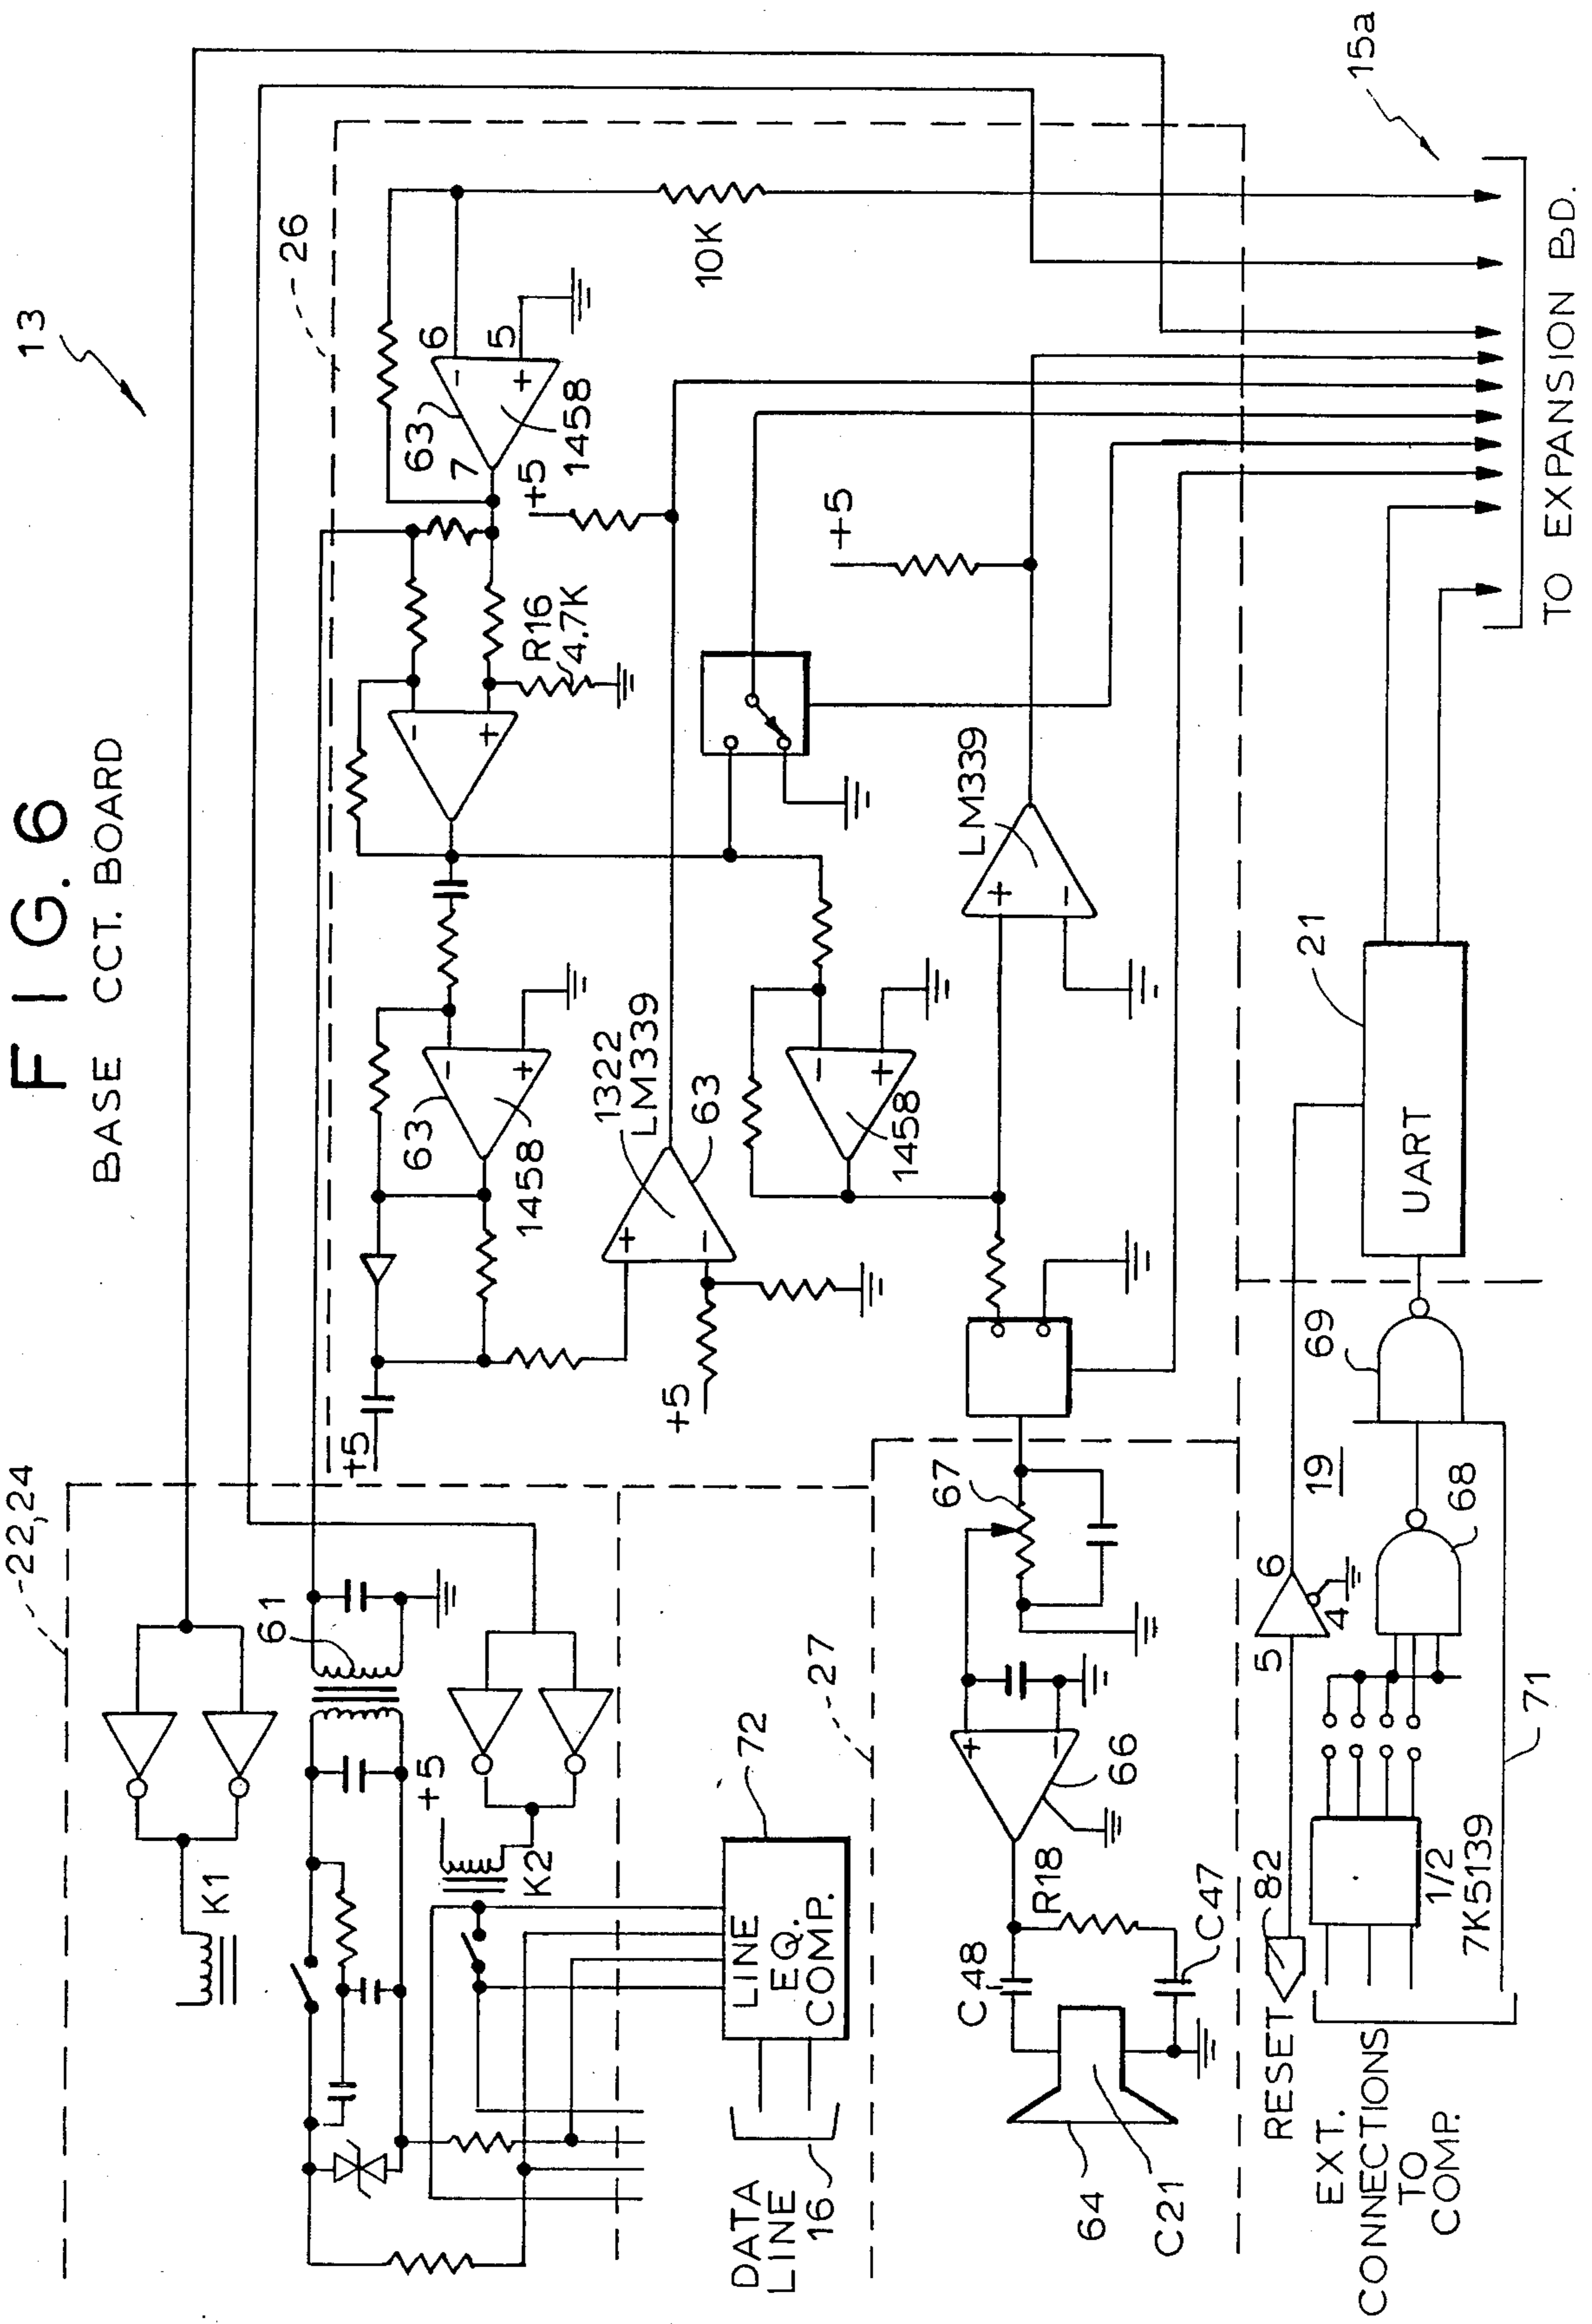 FIG. 6
BASE CCT. BOARD
13
22,24
K1
61
+5
K2
26
+5
63
1458
63
7
6
5
1458
+5
R16
4.7K
10K
1322
LM339
63
+5
1458
+5
LM339
72
LINE
EQ.
COMP.
DATA
LINE
16
27
67
66
R18
C48
C47
64
C21
RESET
82
5
6
4
19
68
69
21
UART
EXT.
CONNECTIONS
TO
COMP.
1/2
7K5139
71
15a
TO EXPANSION BD.